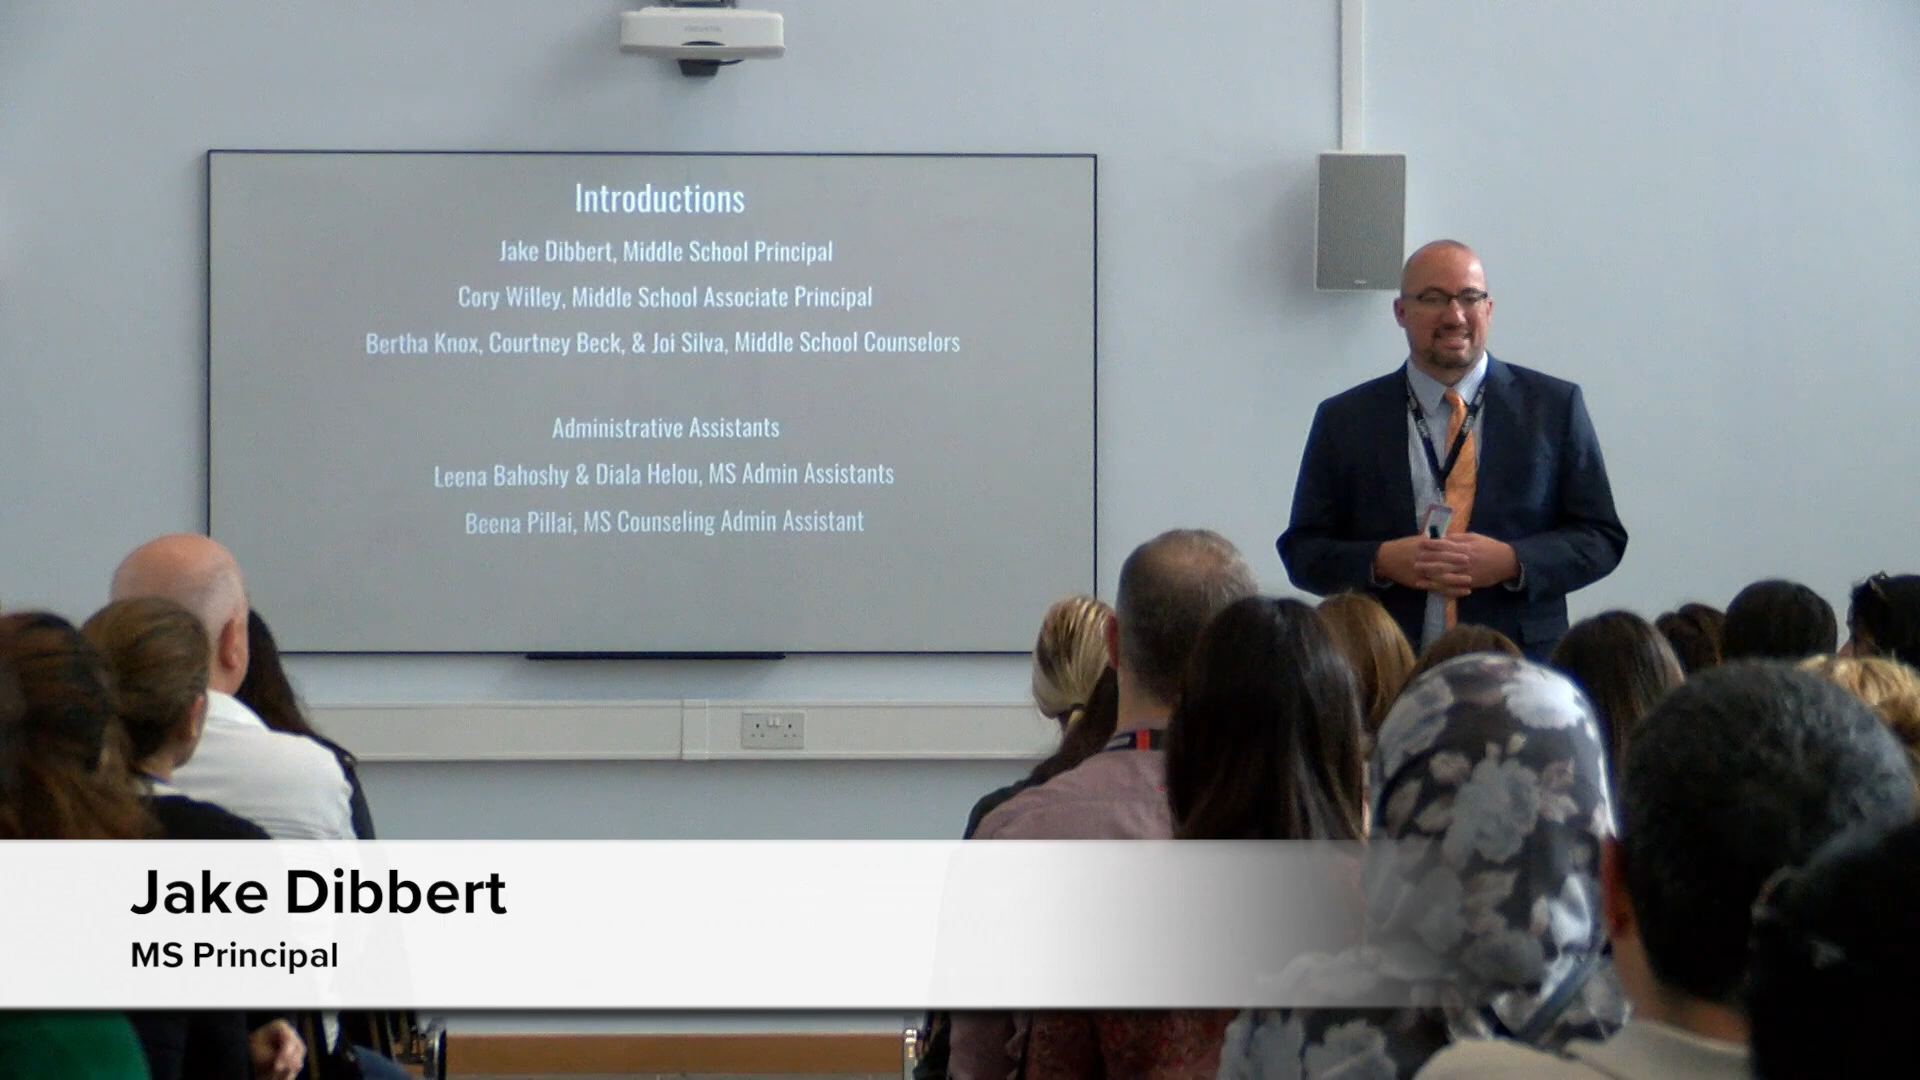 Introductions
Jake Dibbert, Middle School Principal
Cory Willey, Middle School Associate Principal
Bertha Knox, Courtney Beck, & Joi Silva, Middle School Counselors
Administrative Assistants
Leena Bahoshy & Diala Helou, MS Admin Assistants
Beena Pillai, MS Counseling Admin Assistant
Jake Dibbert
MS Principal